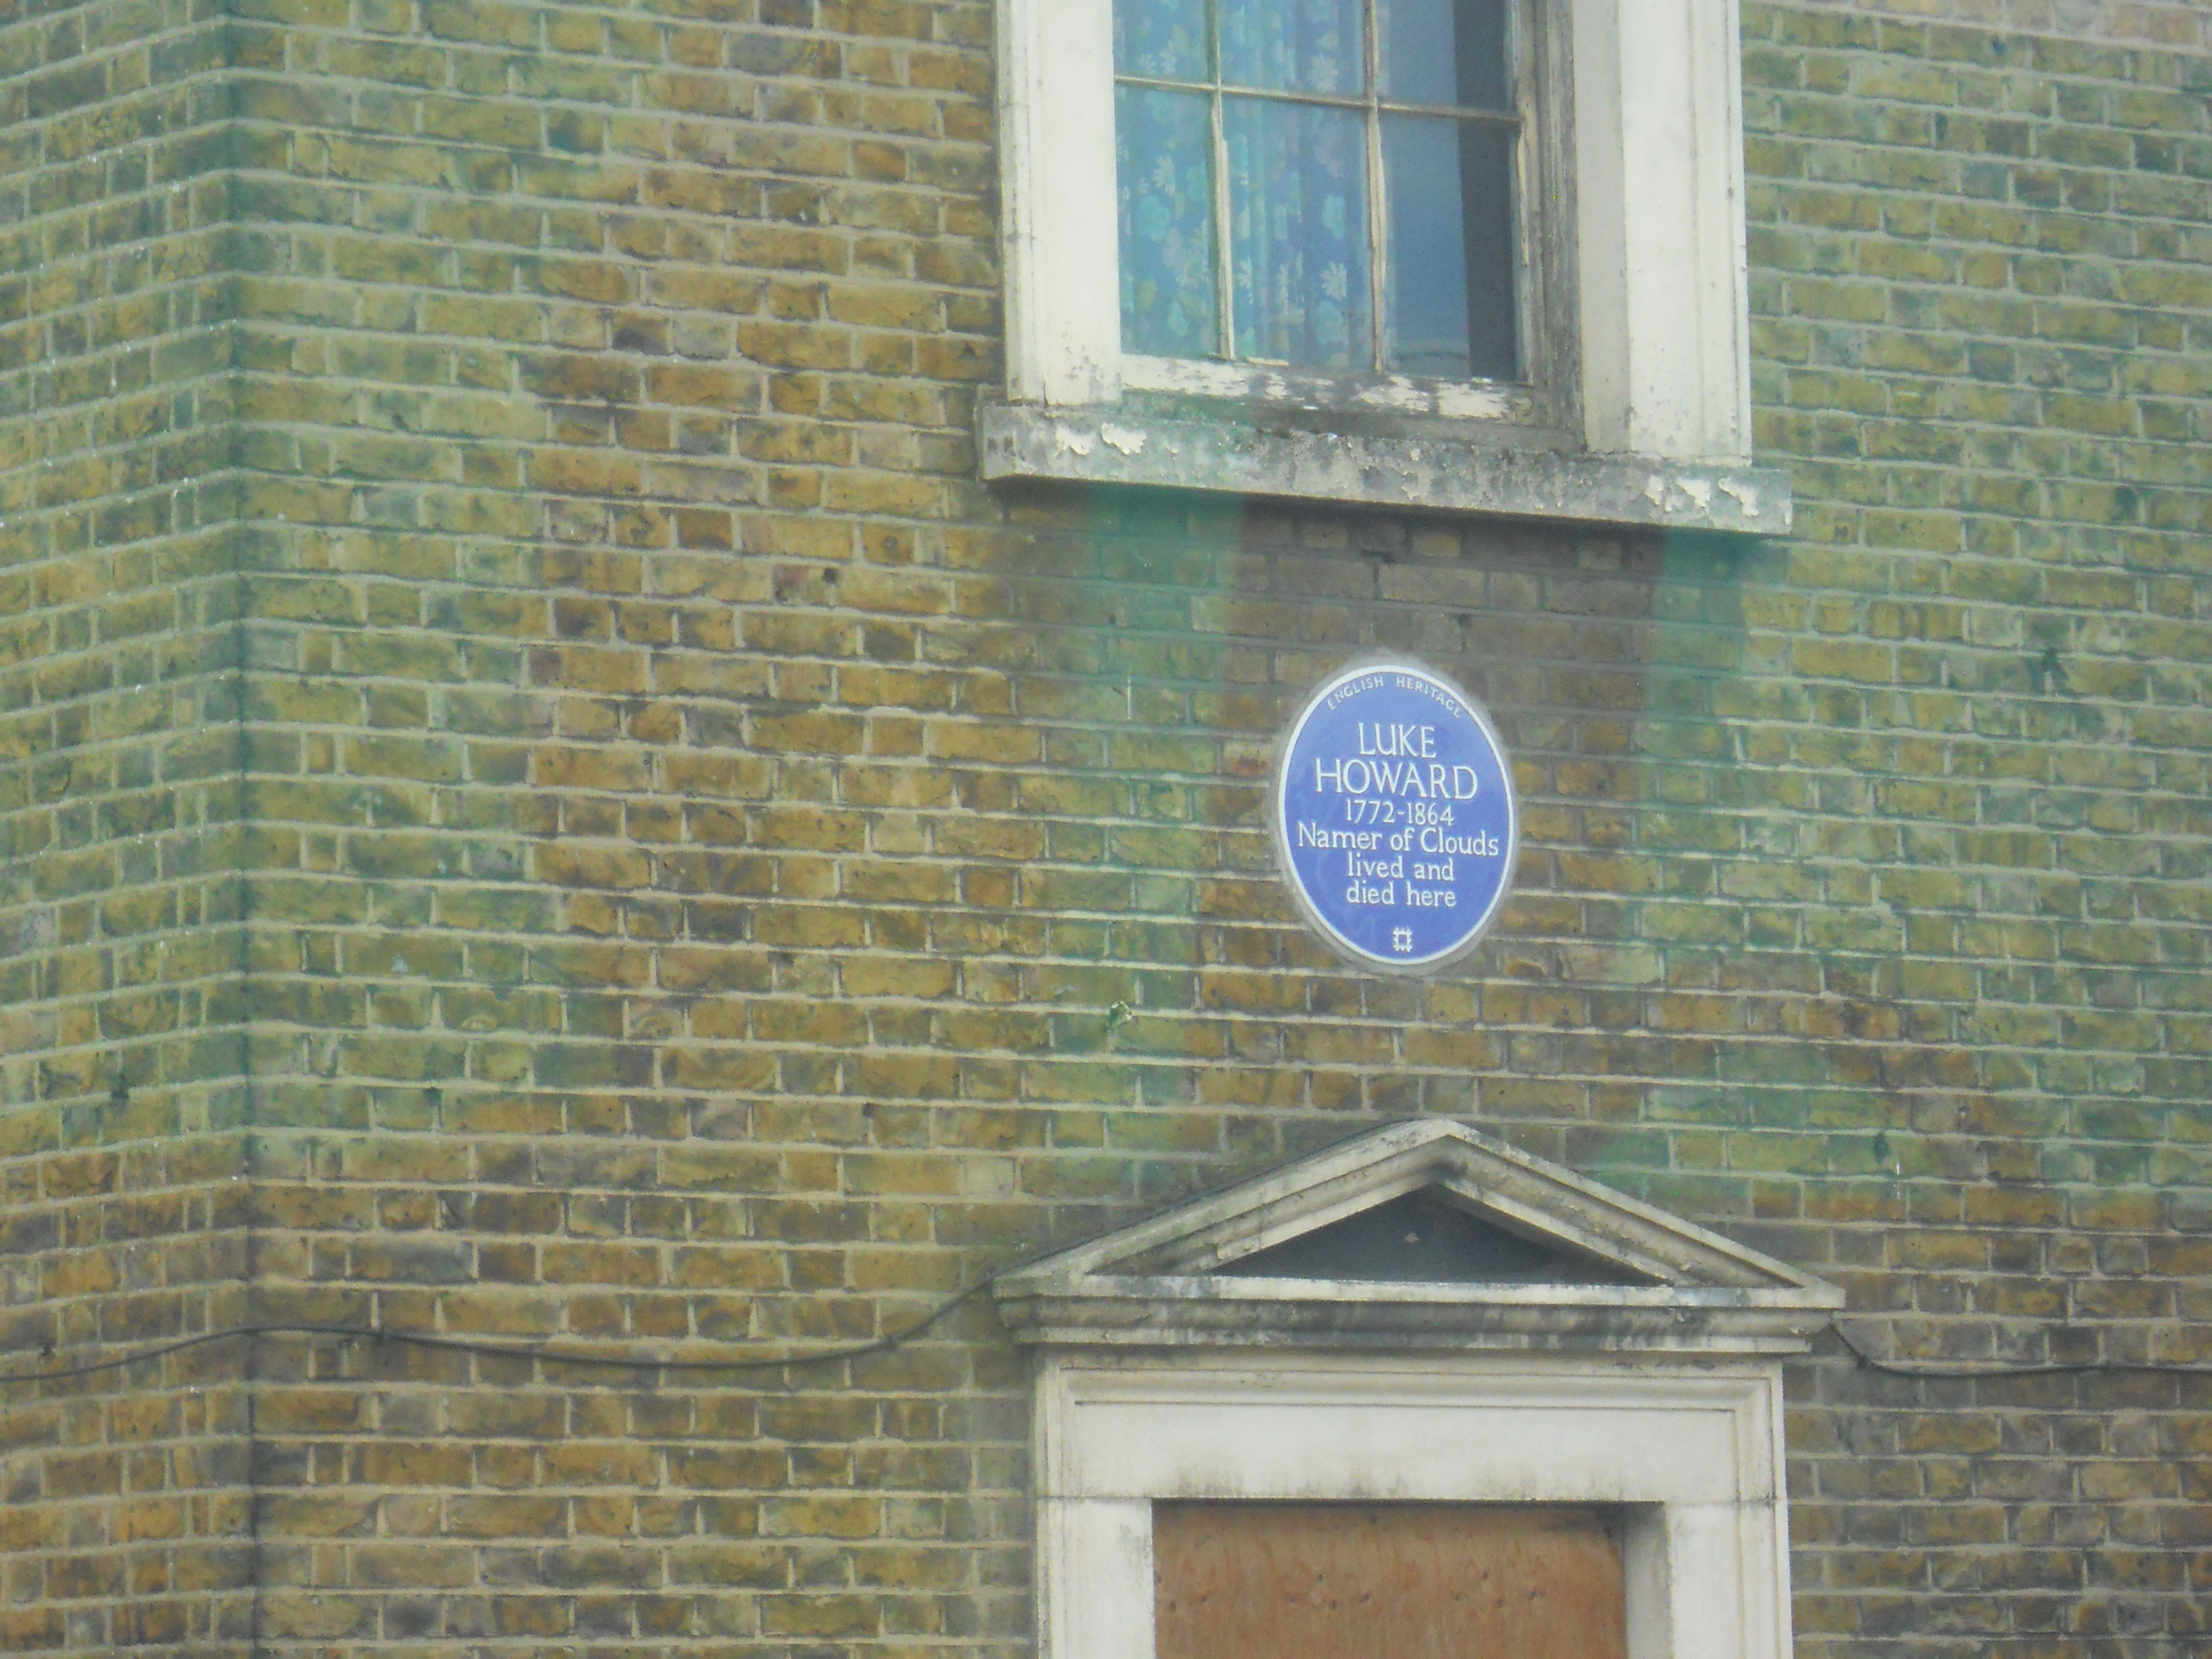 ENGLISH HERITAGE
LUKE
HOWARD
1772-1864
Namer of Clouds
lived and
died here